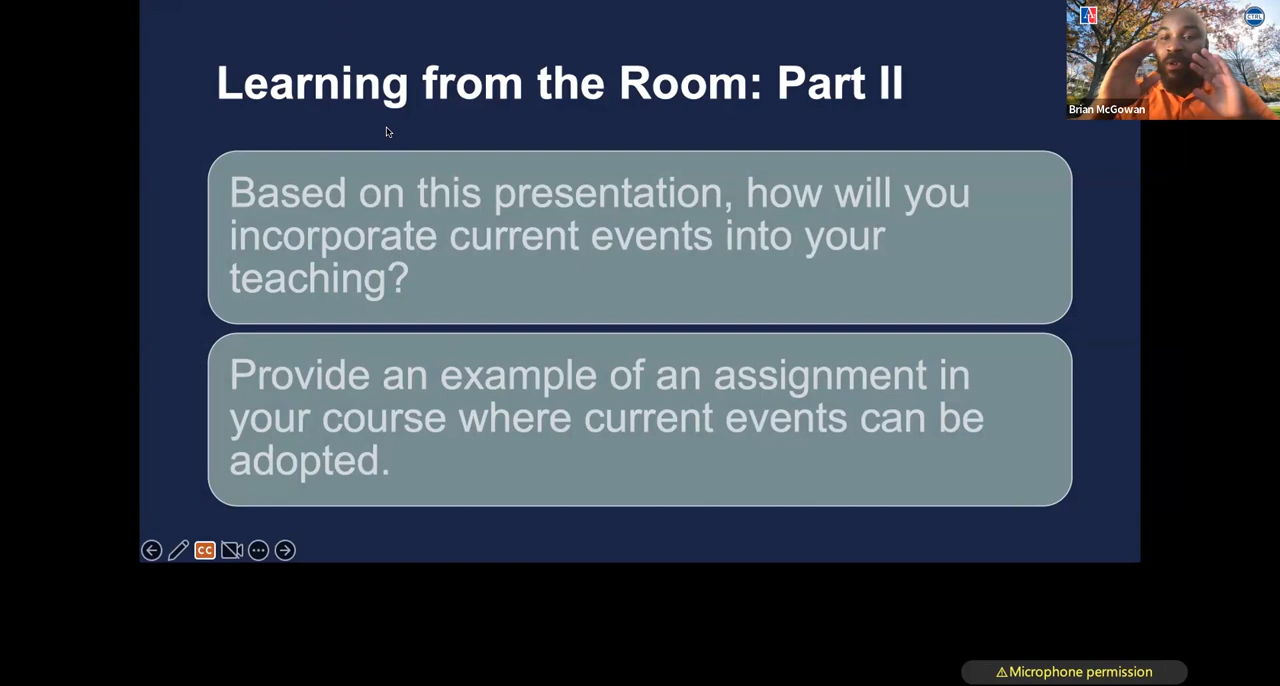 Learning from the Room: Part II
Based on this presentation, how will you
incorporate current events into your
teaching?
Provide an example of an assignment in
your course where current events can be
adopted.
CC
CTRL
Brian McGowan
⚠Microphone permission